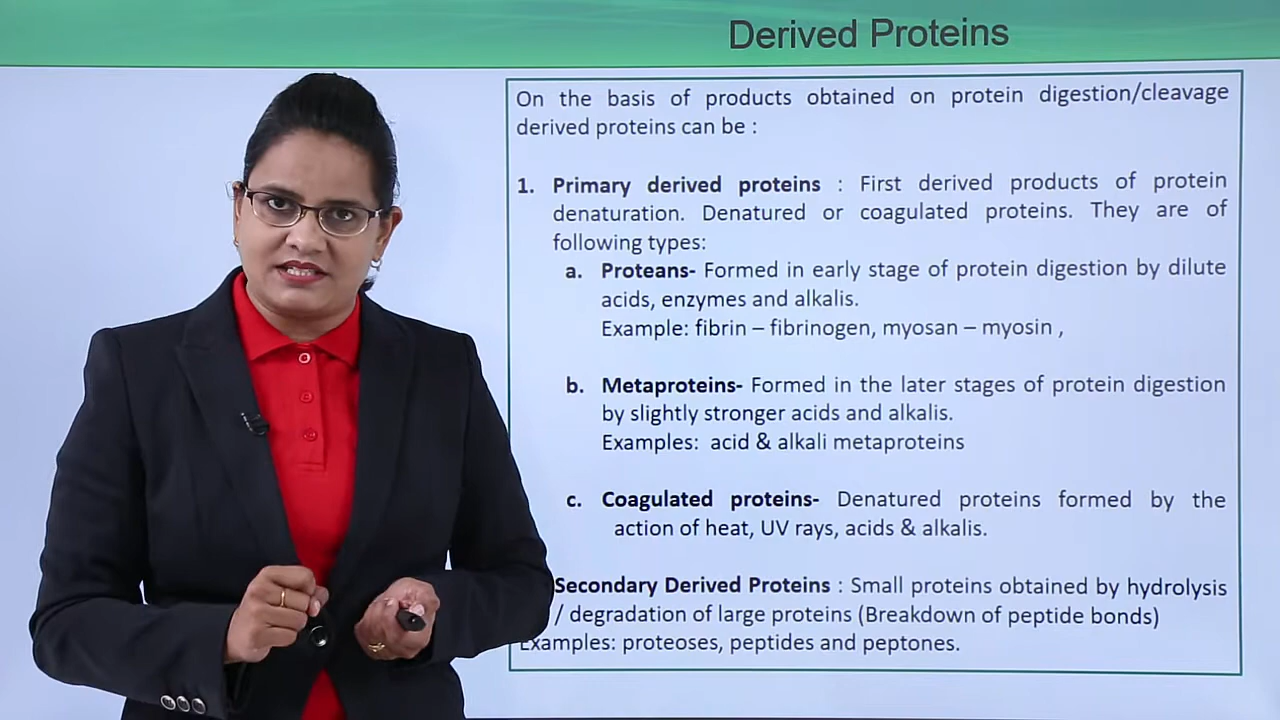 Derived Proteins
On the basis of products obtained on protein digestion/cleavage
derived proteins can be :
1. Primary derived proteins : First derived products of protein
denaturation. Denatured or coagulated proteins. They are of
following types:
a. Proteans- Formed in early stage of protein digestion by dilute
acids, enzymes and alkalis.
Example: fibrin – fibrinogen, myosan – myosin ,
b. Metaproteins- Formed in the later stages of protein digestion
by slightly stronger acids and alkalis.
Examples: acid & alkali metaproteins
c. Coagulated proteins- Denatured proteins formed by the
action of heat, UV rays, acids & alkalis.
Secondary Derived Proteins : Small proteins obtained by hydrolysis
/ degradation of large proteins (Breakdown of peptide bonds)
Examples: proteoses, peptides and peptones.